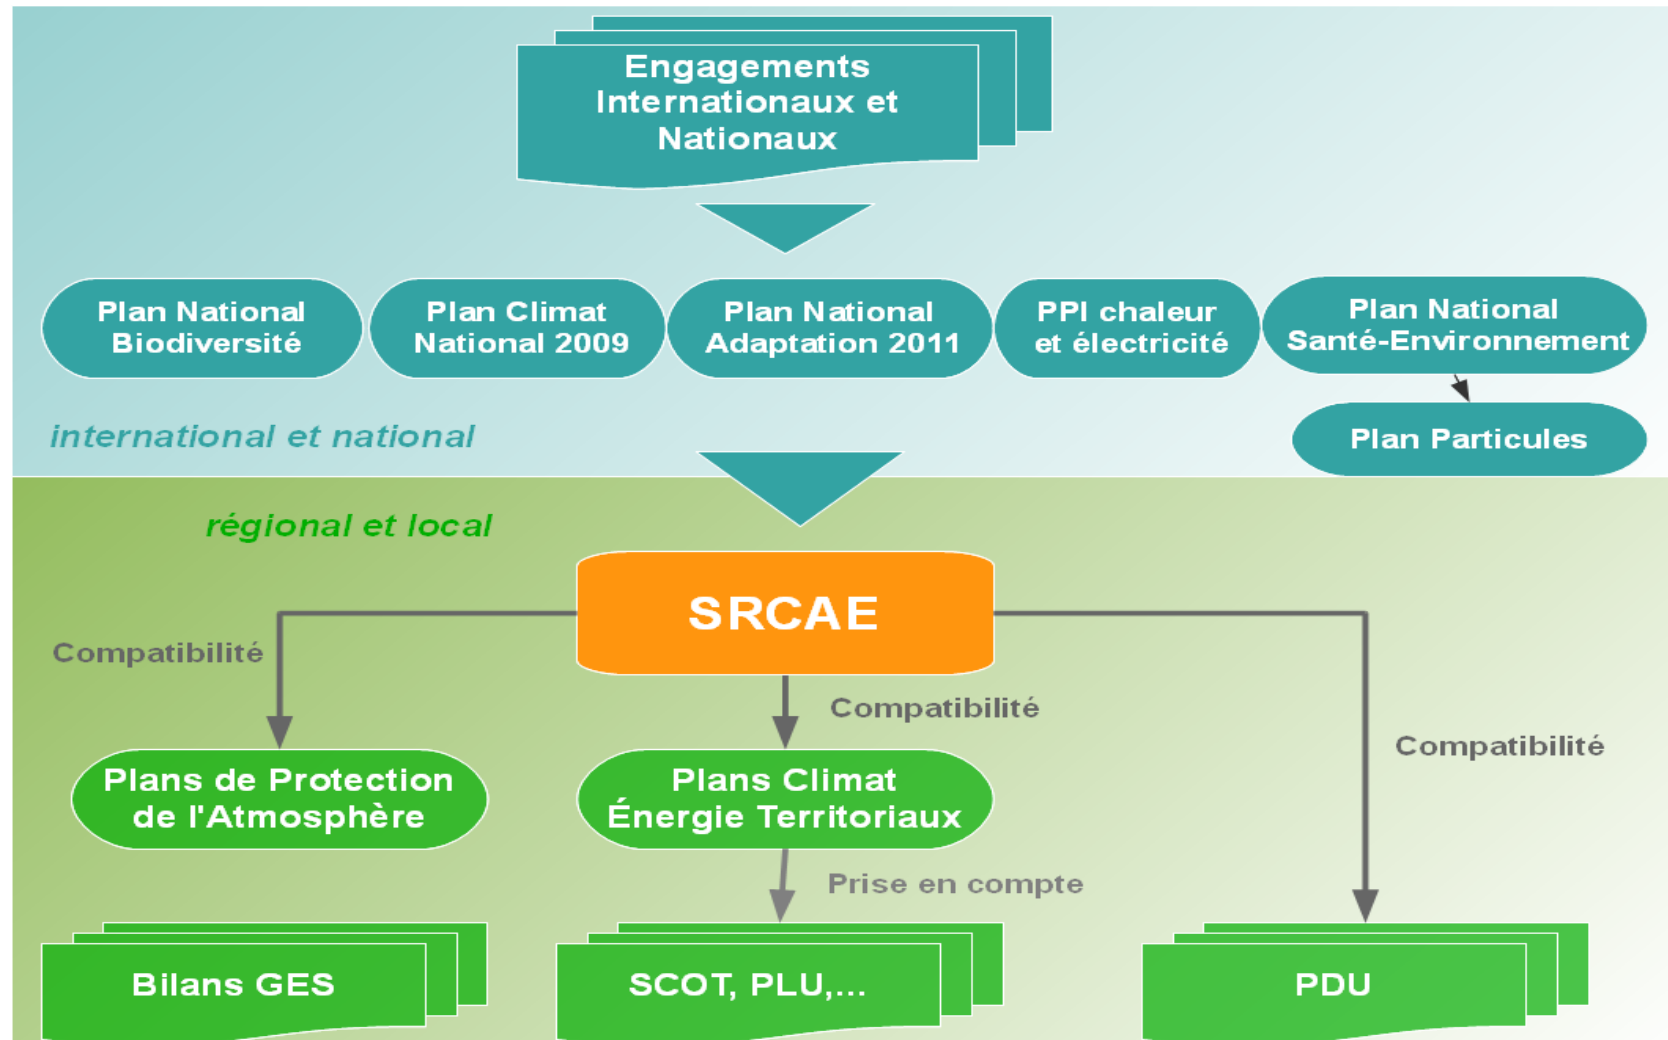 Engagements
Internationaux et
Nationaux
Plan National
Biodiversité
Plan Climat
National 2009
Plan National
Adaptation 2011
PPI chaleur
et électricité
Plan National
Santé-Environnement
Plan Particules
international et national
régional et local
SRCAE
Compatibilité
Compatibilité
Compatibilité
Plans de Protection
de l'Atmosphère
Plans Climat
Énergie Territoriaux
Prise en compte
Bilans GES
SCOT, PLU,...
PDU